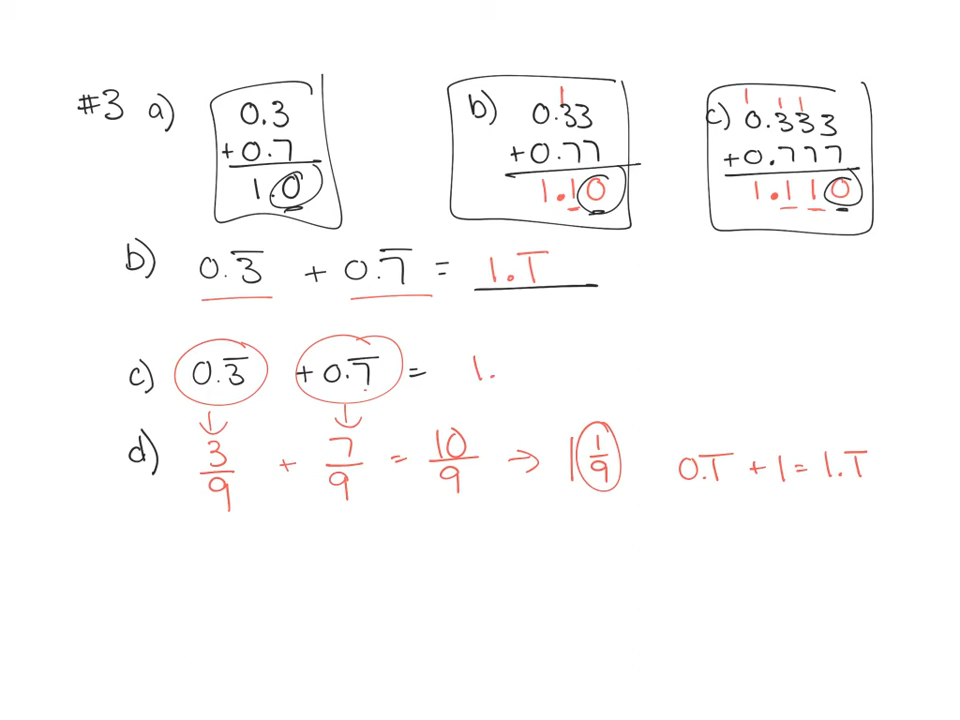 #3 a) 0.3 b) 0.33 c) 0.333
+0.7 +0.77 +0.777
1.0 1.10 1.110
b) 0.3̅ + 0.7̅ = 1.1̅
c) 0.3̅ + 0.7̅ = 1.
d) 3/9 + 7/9 = 10/9 → 1 1/9 0.1̅ + 1 = 1.1̅